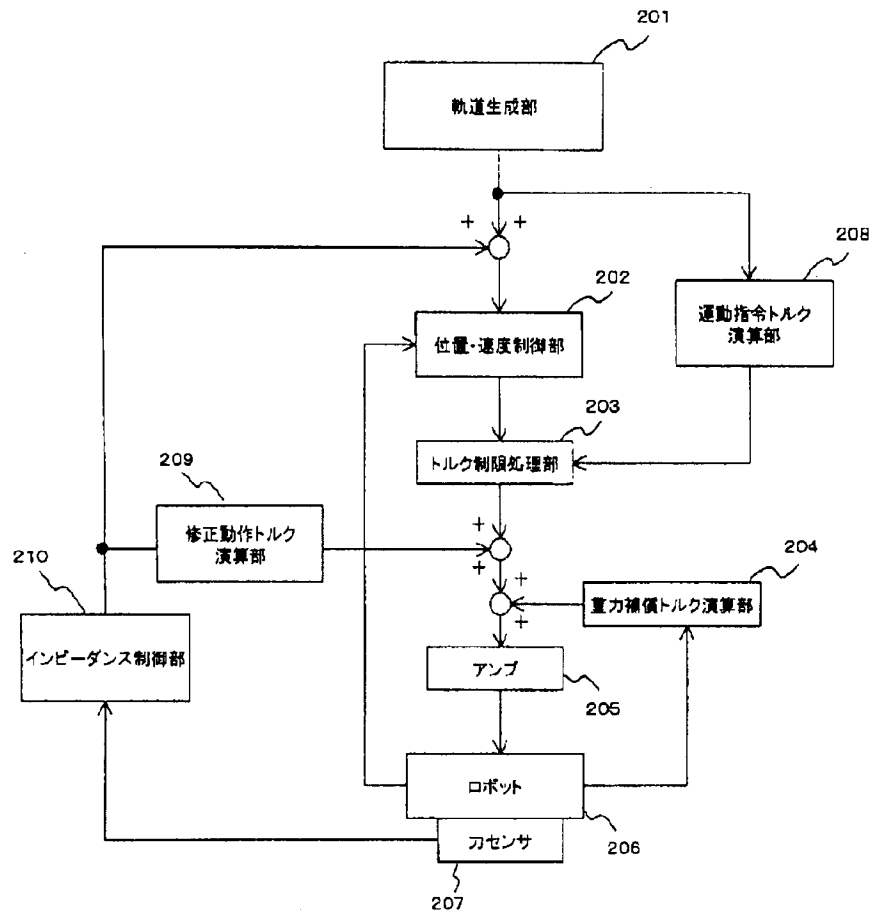 201
軌道生成部
+ +
208
202
運動指令トルク
演算部
位置・速度制御部
203
トルク制限処理部
209
修正動作トルク
演算部
+
+
210
204
+
+
重力補償トルク演算部
インピーダンス制御部
アンプ
205
ロボット
206
力センサ
207